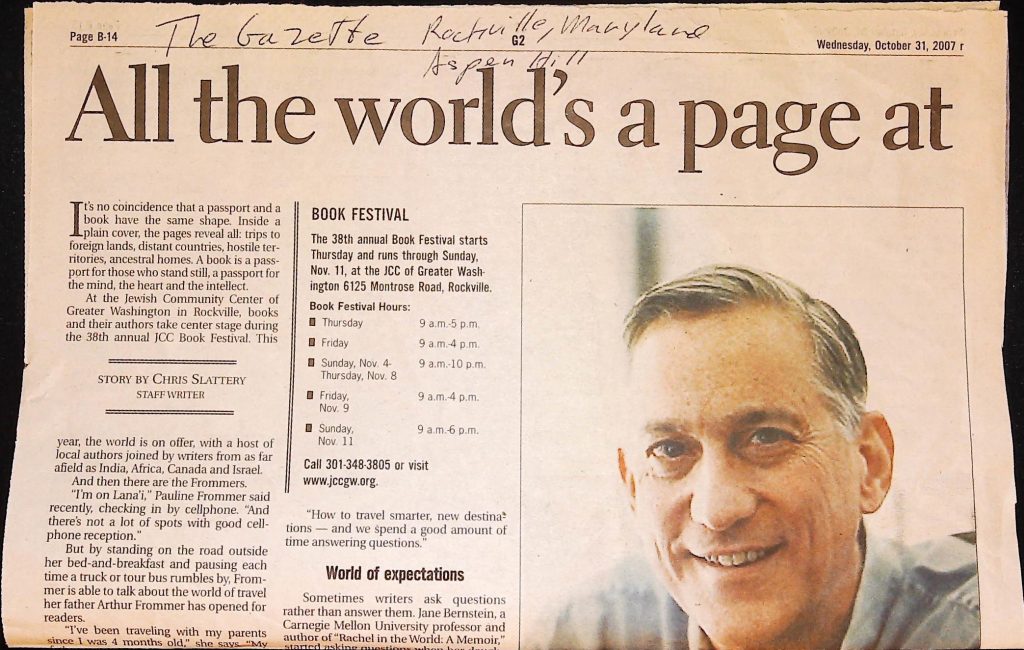 The Gazette Rockville, Maryland
Aspen Hill
Page B-14
G2
Wednesday, October 31, 2007 r
All the world's a page at
It's no coincidence that a passport and a
book have the same shape. Inside a
plain cover, the pages reveal all: trips to
foreign lands, distant countries, hostile ter-
ritories, ancestral homes. A book is a pass-
port for those who stand still, a passport for
the mind, the heart and the intellect.
At the Jewish Community Center of
Greater Washington in Rockville, books
and their authors take center stage during
the 38th annual JCC Book Festival. This
STORY BY CHRIS SLATTERY
STAFF WRITER
year, the world is on offer, with a host of
local authors joined by writers from as far
afield as India, Africa, Canada and Israel.
And then there are the Frommers.
"I'm on Lana'i," Pauline Frommer said
recently, checking in by cellphone. "And
there's not a lot of spots with good cell-
phone reception."
But by standing on the road outside
her bed-and-breakfast and pausing each
time a truck or tour bus rumbles by, From-
mer is able to talk about the world of travel
her father Arthur Frommer has opened for
readers.
"I've been traveling with my parents
since I was 4 months old," she says. "My
BOOK FESTIVAL
The 38th annual Book Festival starts
Thursday and runs through Sunday,
Nov. 11, at the JCC of Greater Wash-
ington 6125 Montrose Road, Rockville.
Book Festival Hours:
Thursday 9 a.m.-5 p.m.
Friday 9 a.m.-4 p.m.
Sunday, Nov. 4- 9 a.m.-10 p.m.
Thursday, Nov. 8
Friday, 9 a.m.-4 p.m.
Nov. 9
Sunday, 9 a.m.-6 p.m.
Nov. 11
Call 301-348-3805 or visit
www.jccgw.org.
"How to travel smarter, new destina-
tions — and we spend a good amount of
time answering questions."
World of expectations
Sometimes writers ask questions
rather than answer them. Jane Bernstein, a
Carnegie Mellon University professor and
author of "Rachel in the World: A Memoir,"
started asking questions when her